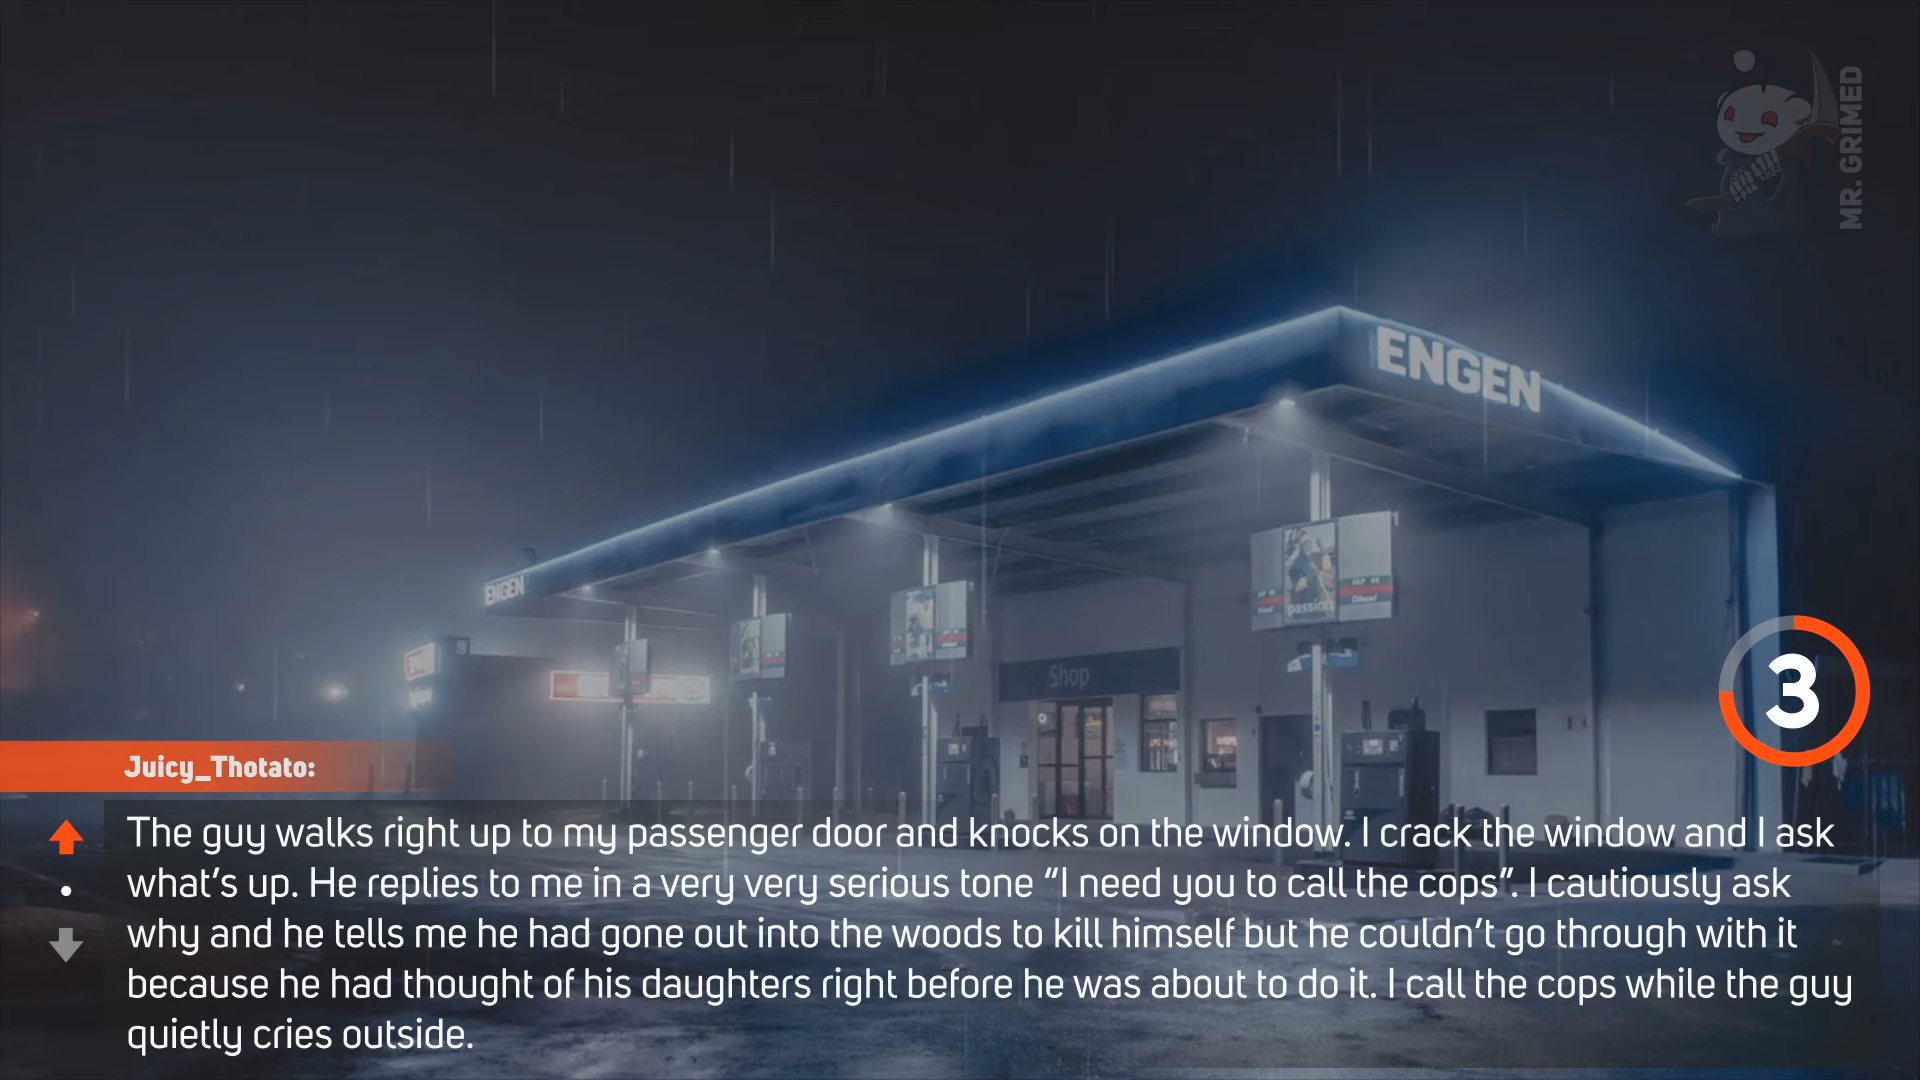 MR. GRIMED
ENGEN
ENGEN
passion
Diesel
Shop
3
Juicy_Thotato:
The guy walks right up to my passenger door and knocks on the window. I crack the window and I ask
what's up. He replies to me in a very very serious tone “I need you to call the cops”. I cautiously ask
why and he tells me he had gone out into the woods to kill himself but he couldn't go through with it
because he had thought of his daughters right before he was about to do it. I call the cops while the guy
quietly cries outside.